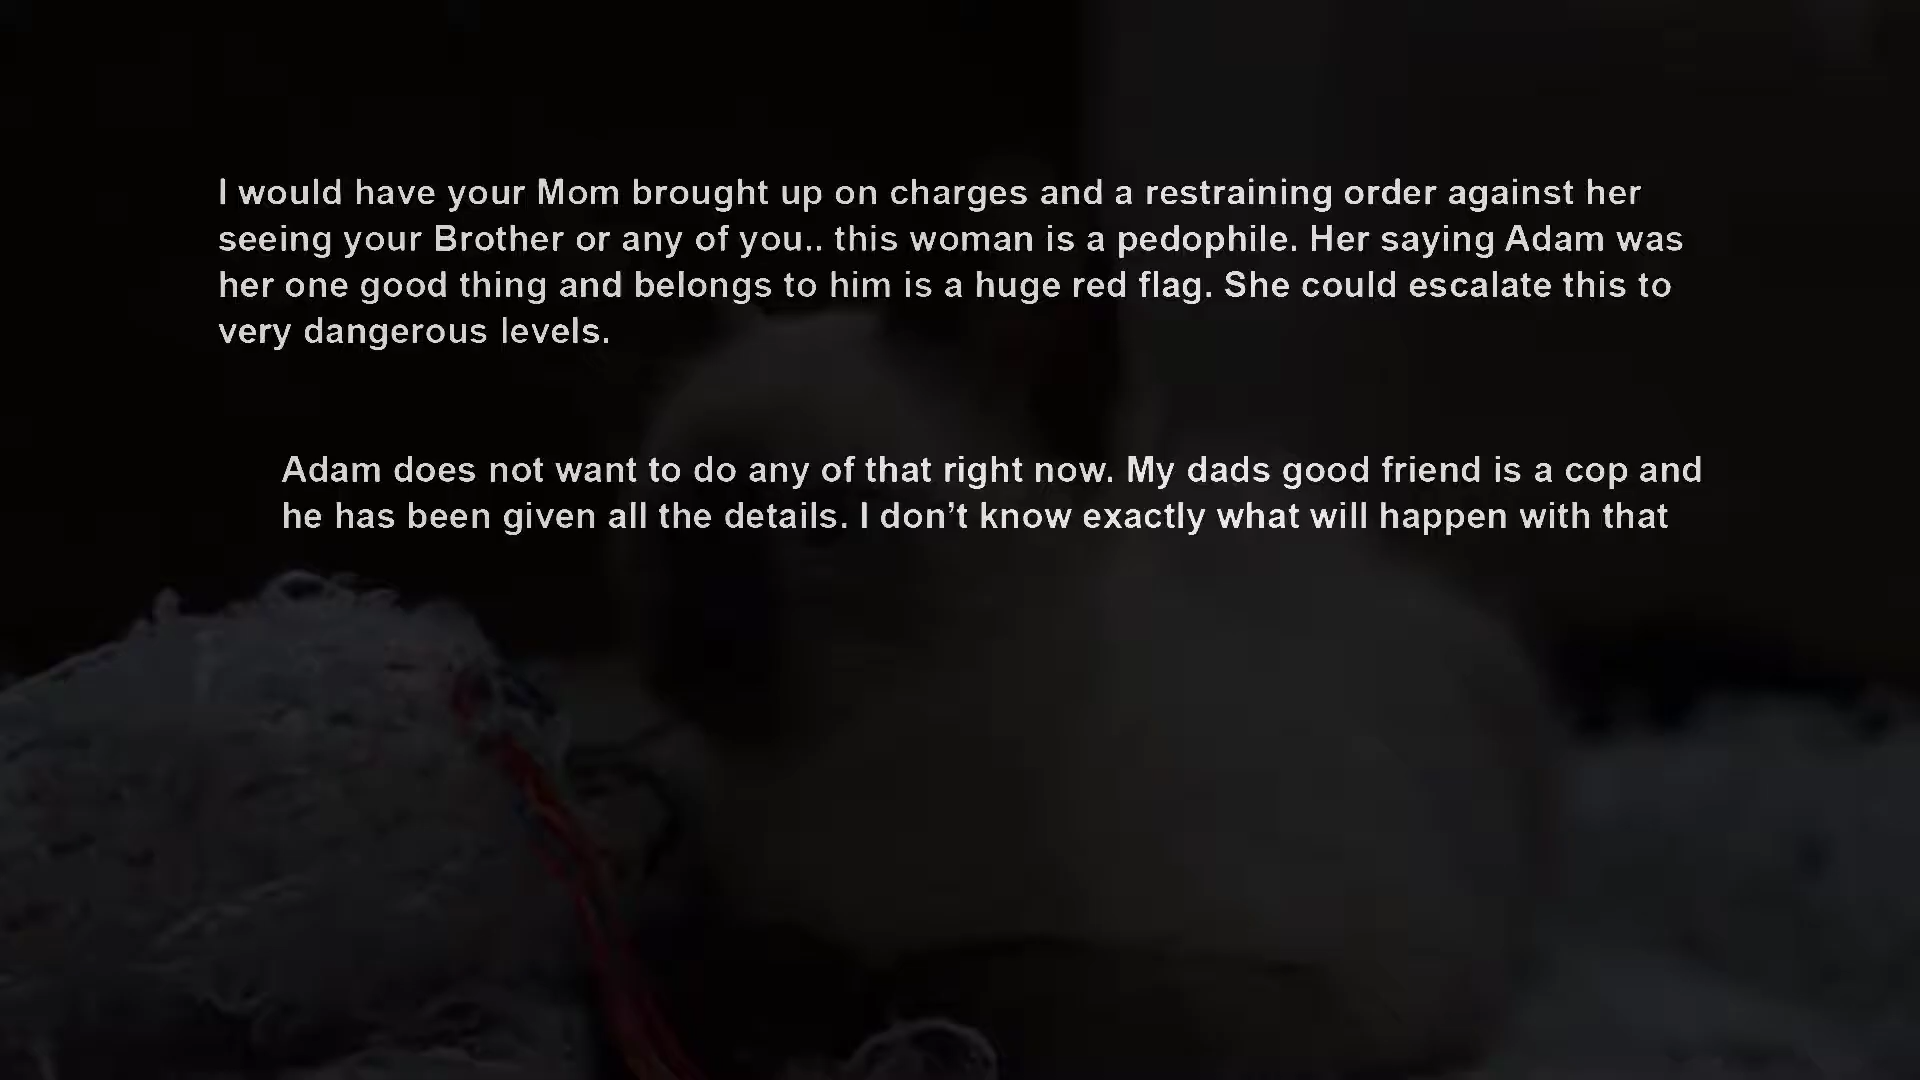 I would have your Mom brought up on charges and a restraining order against her
seeing your Brother or any of you.. this woman is a pedophile. Her saying Adam was
her one good thing and belongs to him is a huge red flag. She could escalate this to
very dangerous levels.
Adam does not want to do any of that right now. My dads good friend is a cop and
he has been given all the details. I don’t know exactly what will happen with that